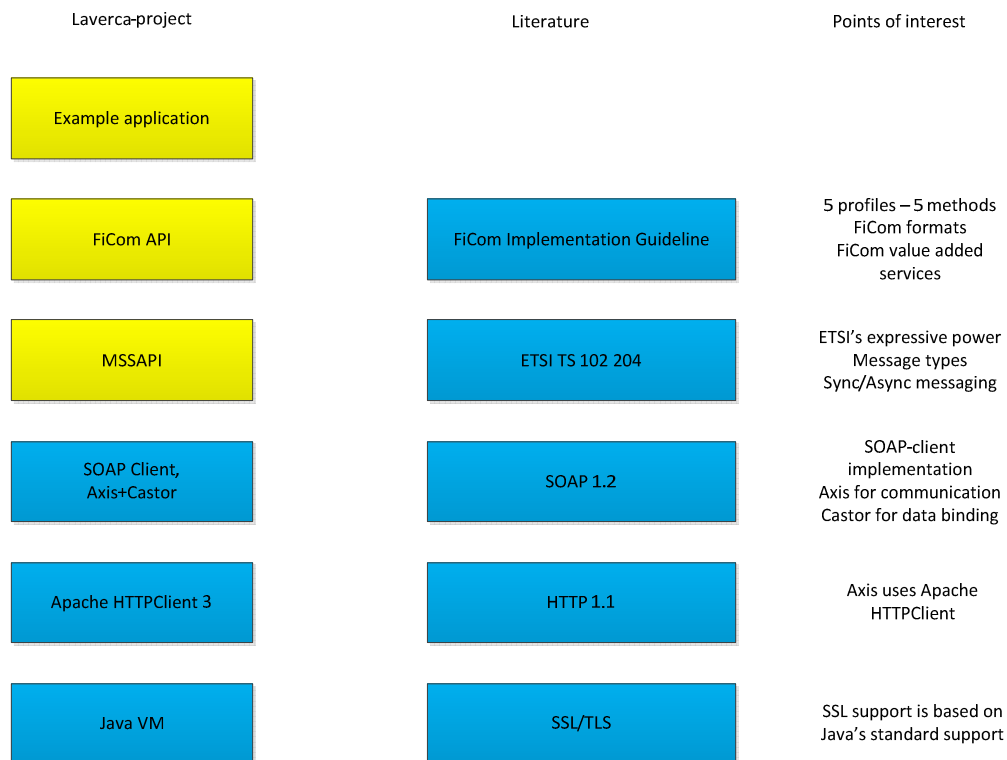 Laverca-project
Literature
Points of interest
Example application
FiCom API
FiCom Implementation Guideline
5 profiles – 5 methods
FiCom formats
FiCom value added
services
MSSAPI
ETSI TS 102 204
ETSI's expressive power
Message types
Sync/Async messaging
SOAP Client,
Axis+Castor
SOAP 1.2
SOAP-client
implementation
Axis for communication
Castor for data binding
Apache HTTPClient 3
HTTP 1.1
Axis uses Apache
HTTPClient
Java VM
SSL/TLS
SSL support is based on
Java's standard support